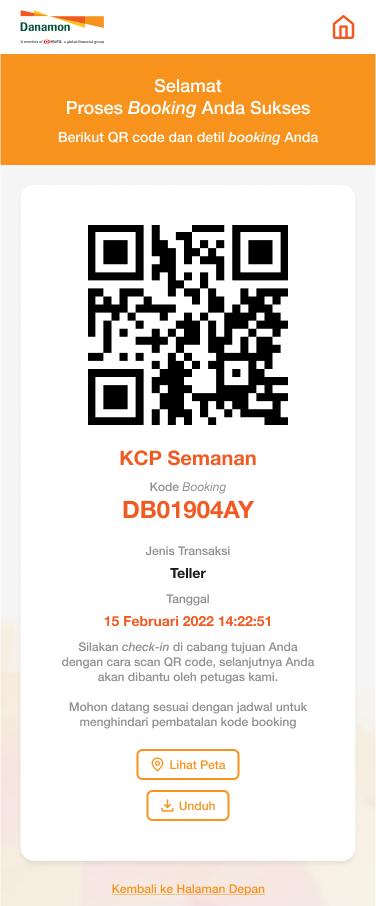 Danamon
A member of MUFG, a global financial group
Selamat
Proses Booking Anda Sukses
Berikut QR code dan detil booking Anda
KCP Semanan
Kode Booking
DB01904AY
Jenis Transaksi
Teller
Tanggal
15 Februari 2022 14:22:51
Silakan check-in di cabang tujuan Anda
dengan cara scan QR code, selanjutnya Anda
akan dibantu oleh petugas kami.
Mohon datang sesuai dengan jadwal untuk
menghindari pembatalan kode booking
Lihat Peta
Unduh
Kembali ke Halaman Depan